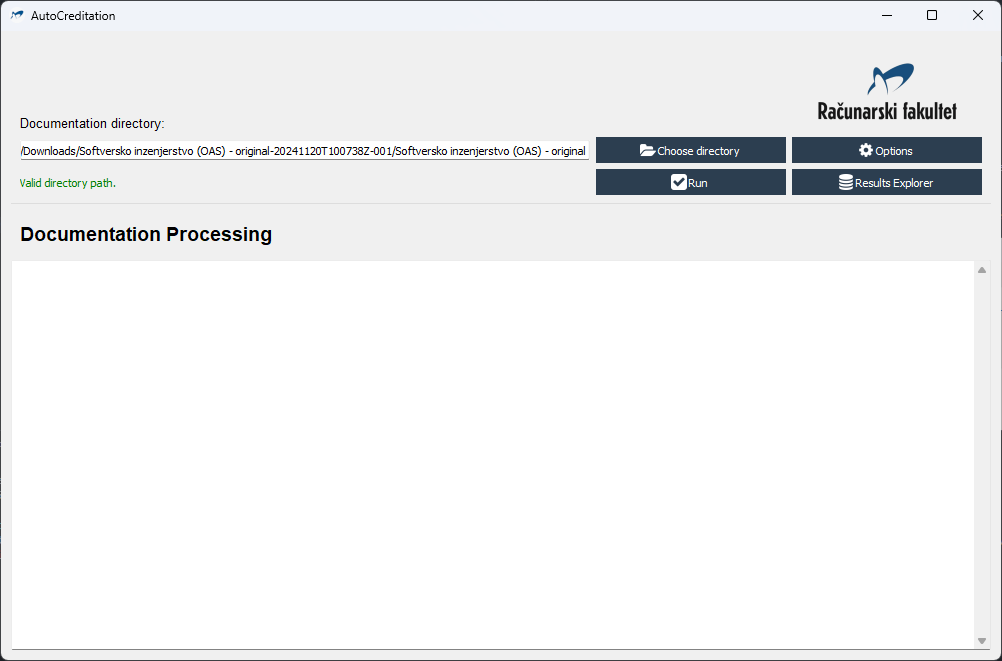 AutoCreditation
Računarski fakultet
Documentation directory:
/Downloads/Softversko inzenjerstvo (OAS) - original-20241120T100738Z-001/Softversko inzenjerstvo (OAS) - original
Choose directory
Options
Valid directory path.
Run
Results Explorer
Documentation Processing